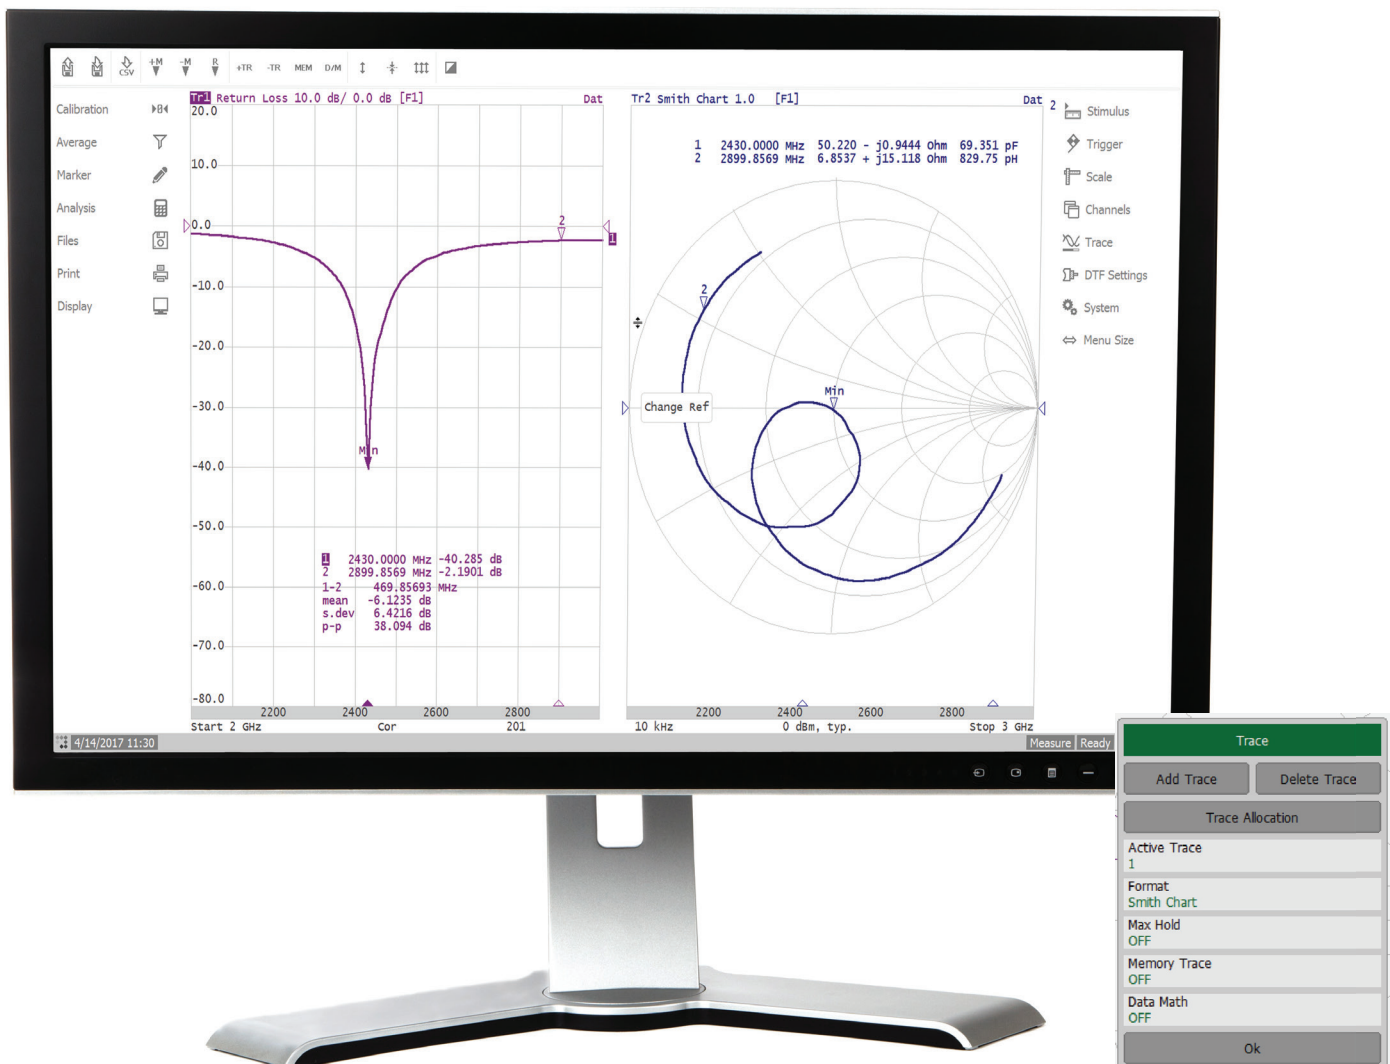 CSV +M -M R +TR -TR MEM D/M
Calibration
Average
Marker
Analysis
Files
Print
Display
Tr1 Return Loss 10.0 dB/ 0.0 dB [F1] Dat
20.0
10.0
0.0
-10.0
-20.0
-30.0
-40.0
-50.0
-60.0
-70.0
-80.0
2
1
Min
1 2430.0000 MHz -40.285 dB
2 2899.8569 MHz -2.1901 dB
1-2 469.85693 MHz
mean -6.1235 dB
s.dev 6.4216 dB
p-p 38.094 dB
2200 2400 2600 2800
Start 2 GHz Cor 201
Tr2 Smith Chart 1.0 [F1] Dat 2
1 2430.0000 MHz 50.220 - j0.9444 Ohm 69.351 pF
2 2899.8569 MHz 6.8537 + j15.118 Ohm 829.75 pH
2
Min
Change Ref
2200 2400 2600 2800
10 kHz 0 dBm, typ. Stop 3 GHz
Stimulus
Trigger
Scale
Channels
Trace
DTF Settings
System
Menu Size
4/14/2017 11:30
Measure Ready
Trace
Add Trace Delete Trace
Trace Allocation
Active Trace
1
Format
Smith Chart
Max Hold
OFF
Memory Trace
OFF
Data Math
OFF
Ok